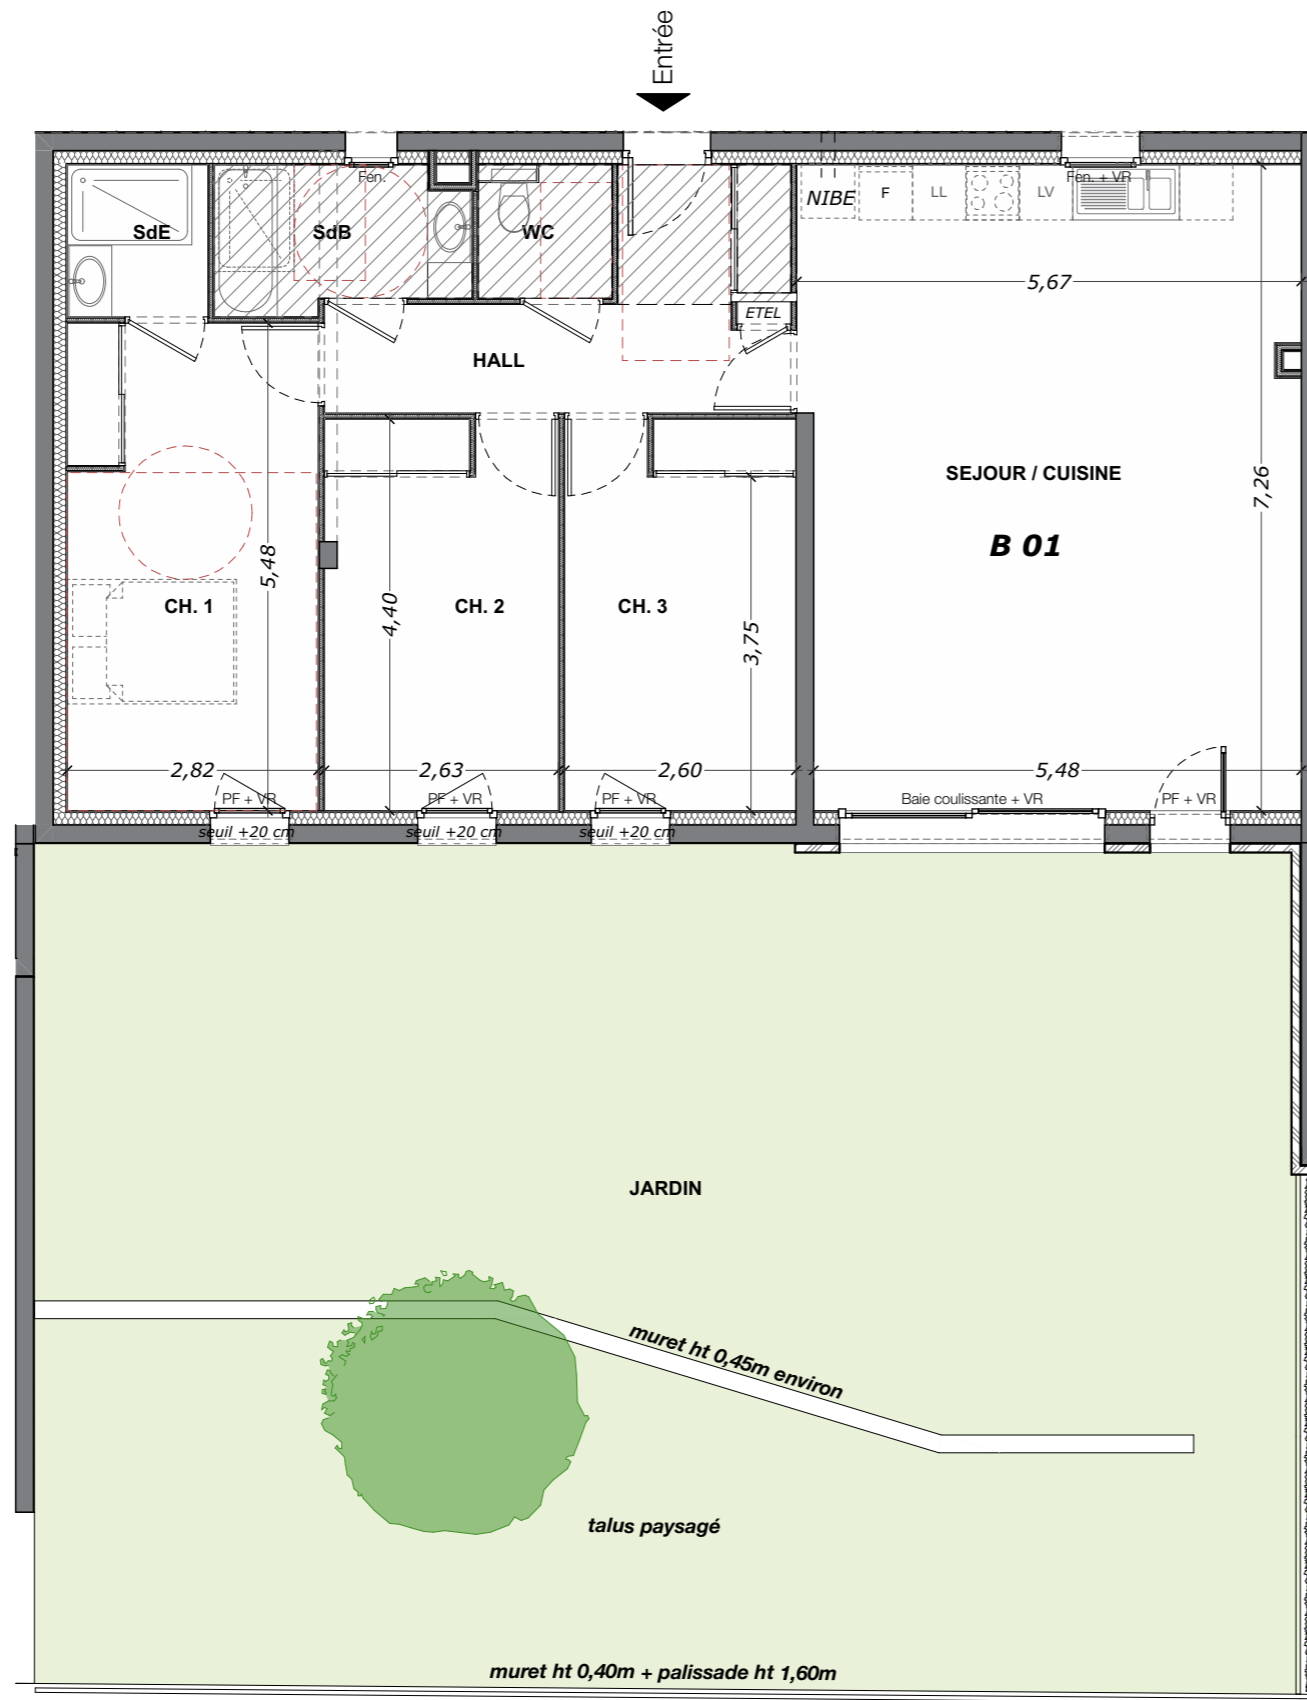 Entrée
Fen.
Fen. + VR
SdE
SdB
WC
NIBE
F
LL
LV
5,67
ETEL
HALL
SEJOUR / CUISINE
7,26
B 01
5,48
4,40
3,75
CH. 1
CH. 2
CH. 3
2,82
2,63
2,60
5,48
PF + VR
PF + VR
PF + VR
Baie coulissante + VR
PF + VR
seuil +20 cm
seuil +20 cm
seuil +20 cm
JARDIN
muret ht 0,45m environ
talus paysagé
muret ht 0,40m + palissade ht 1,60m